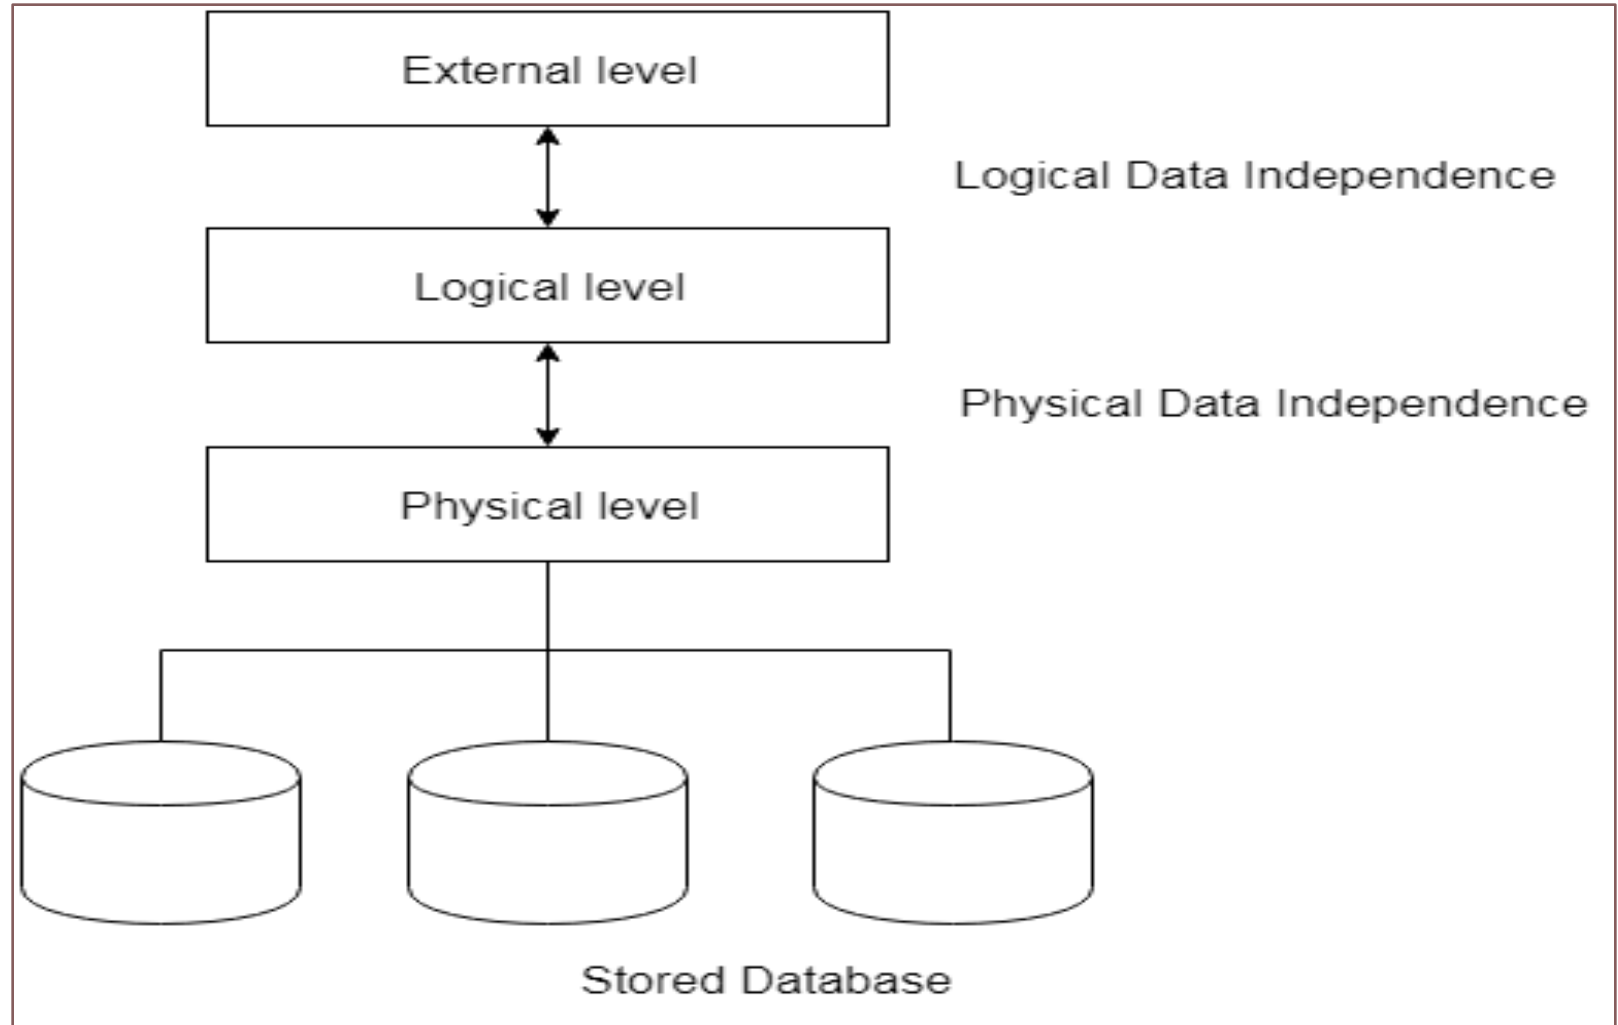 External level
Logical Data Independence
Logical level
Physical Data Independence
Physical level
Stored Database